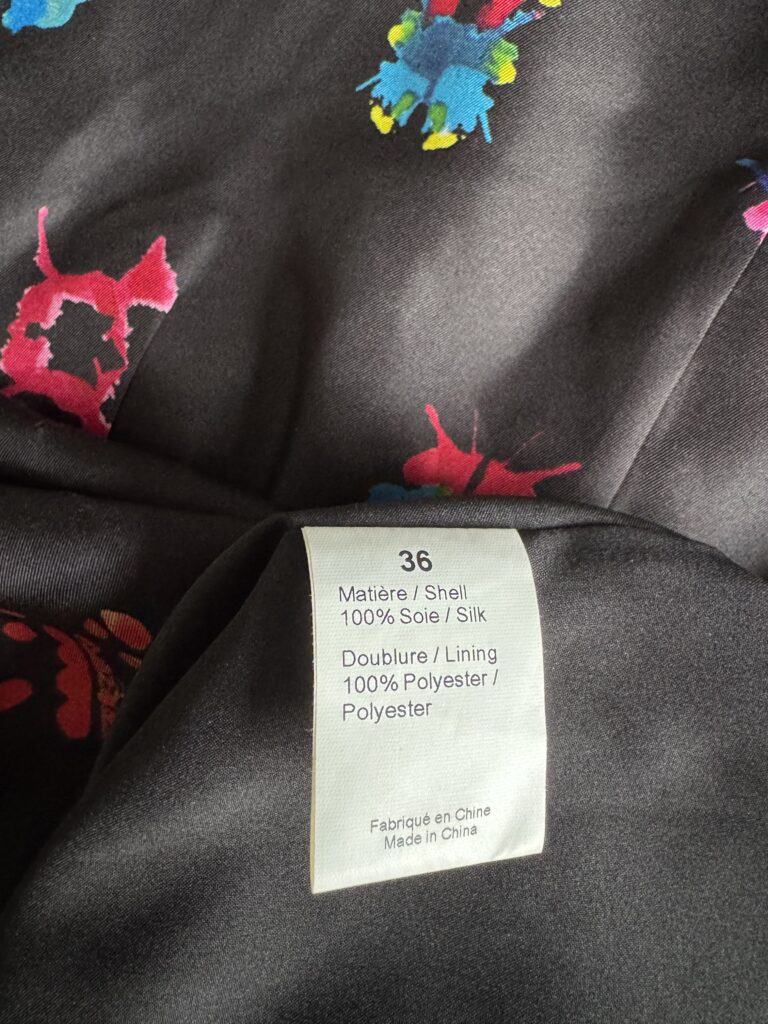 36
Matière / Shell
100% Soie / Silk
Doublure / Lining
100% Polyester /
Polyester
Fabriqué en Chine
Made in China